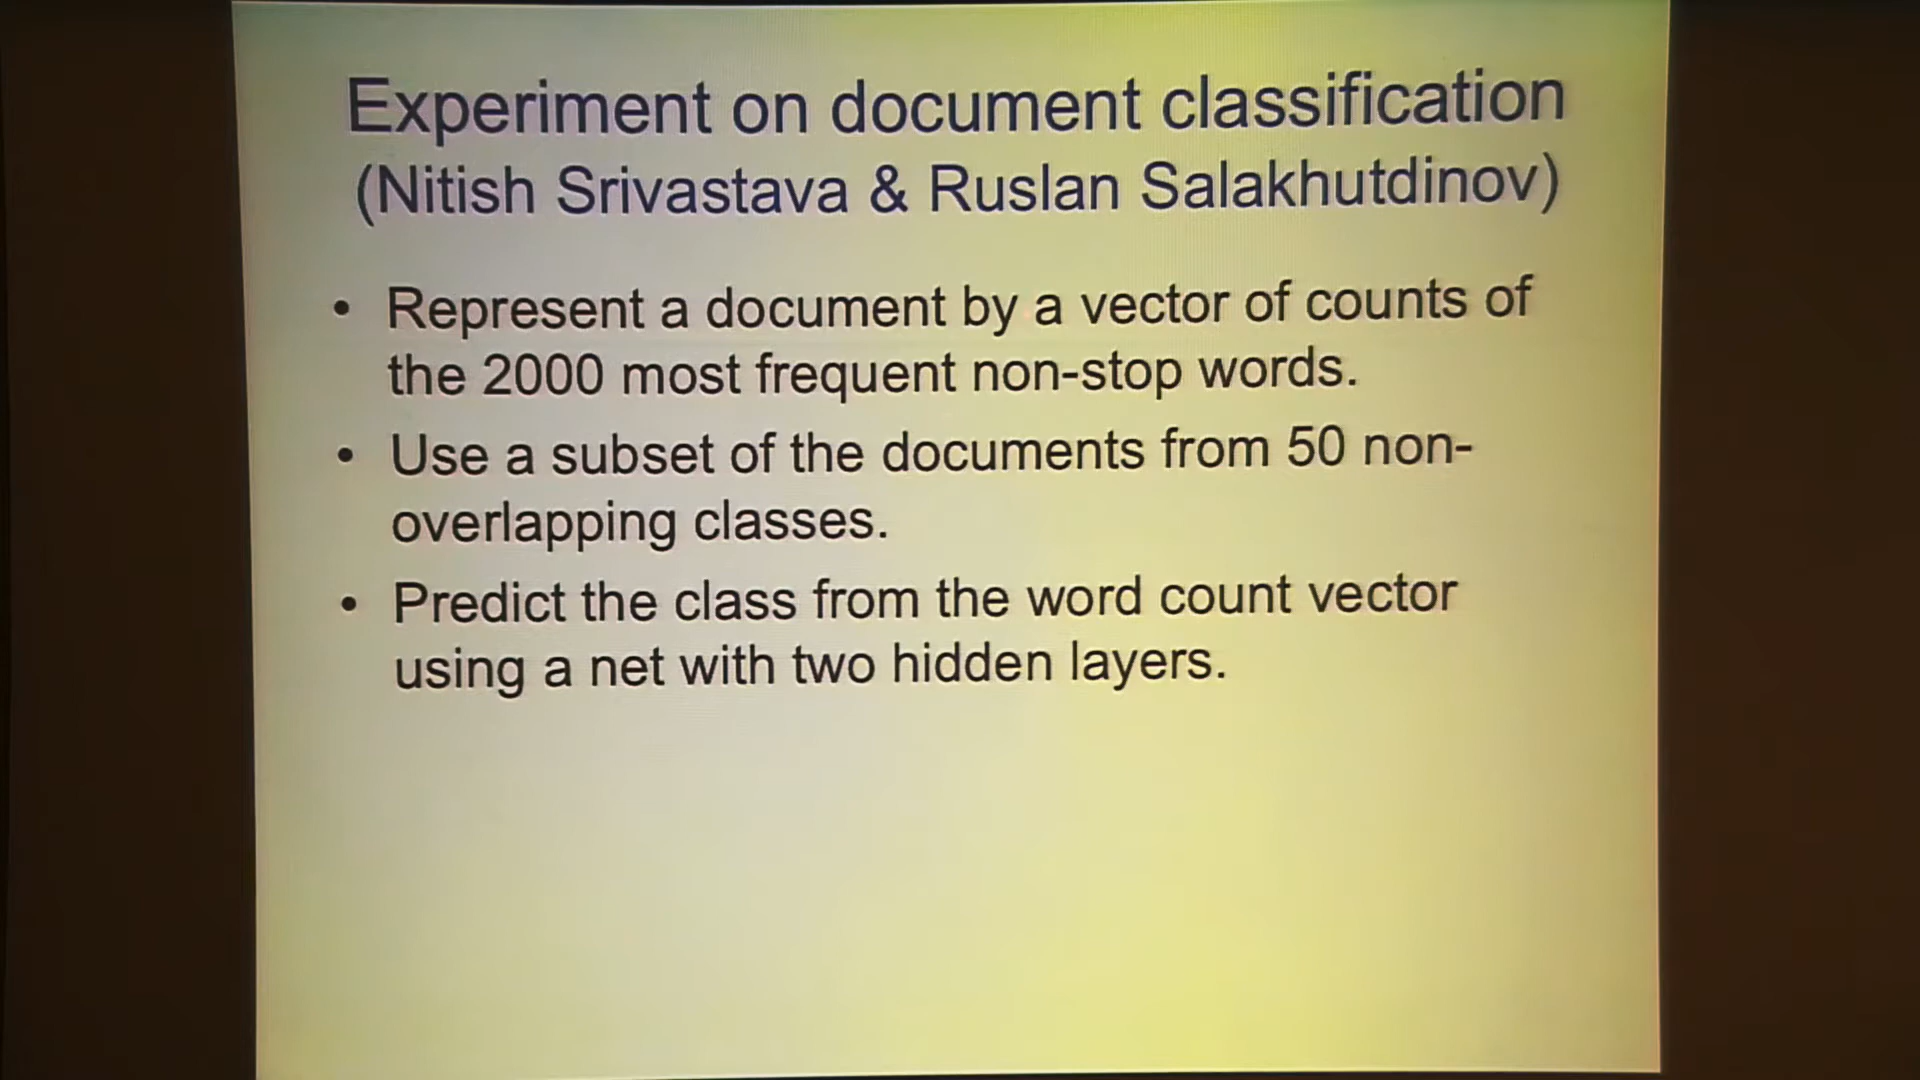 Experiment on document classification
(Nitish Srivastava & Ruslan Salakhutdinov)
• Represent a document by a vector of counts of
the 2000 most frequent non-stop words.
• Use a subset of the documents from 50 non-
overlapping classes.
• Predict the class from the word count vector
using a net with two hidden layers.